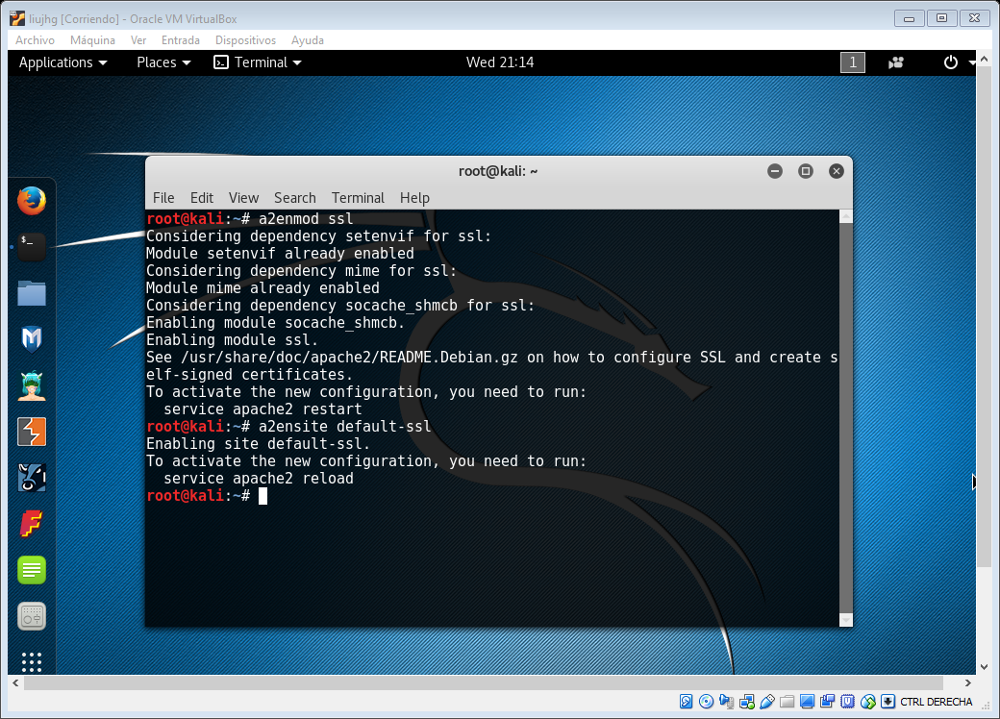 liujhg [Corriendo] - Oracle VM VirtualBox
Archivo Máquina Ver Entrada Dispositivos Ayuda
Applications Places Terminal Wed 21:14 1
root@kali: ~
File Edit View Search Terminal Help
root@kali:~# a2enmod ssl
Considering dependency setenvif for ssl:
Module setenvif already enabled
Considering dependency mime for ssl:
Module mime already enabled
Considering dependency socache_shmcb for ssl:
Enabling module socache_shmcb.
Enabling module ssl.
See /usr/share/doc/apache2/README.Debian.gz on how to configure SSL and create s
elf-signed certificates.
To activate the new configuration, you need to run:
  service apache2 restart
root@kali:~# a2ensite default-ssl
Enabling site default-ssl.
To activate the new configuration, you need to run:
  service apache2 reload
root@kali:~#
CTRL DERECHA